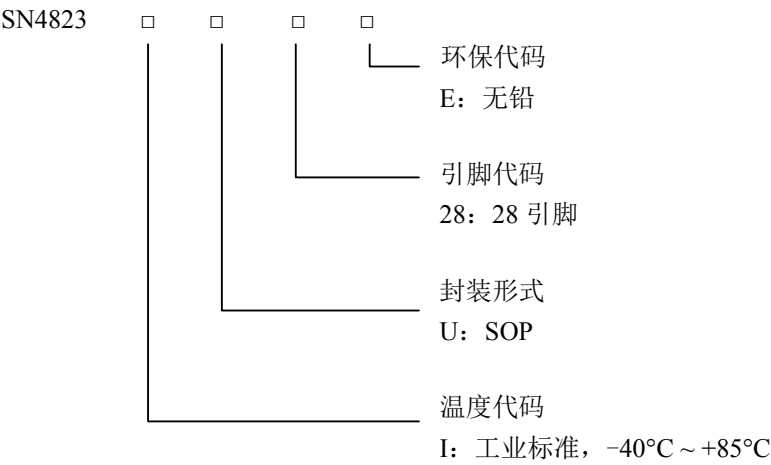 SN4823 □ □ □ □
环保代码
E：无铅
引脚代码
28：28 引脚
封装形式
U：SOP
温度代码
I：工业标准，−40°C ~ +85°C